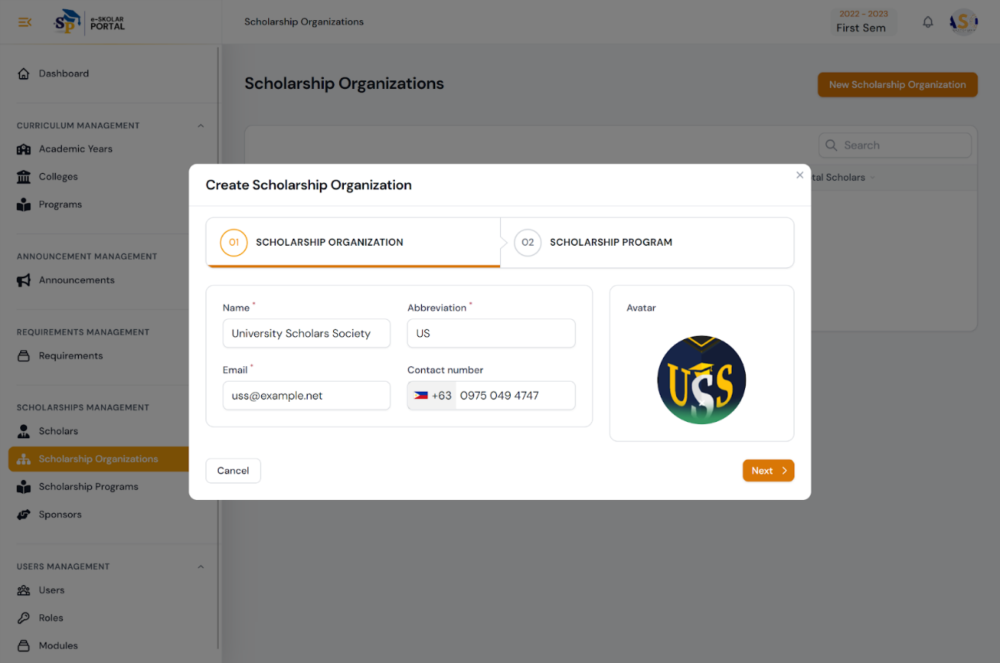 e-SKOLAR
PORTAL
SP
Scholarship Organizations
2022 - 2023
First Sem
Dashboard
Scholarship Organizations
New Scholarship Organization
CURRICULUM MANAGEMENT
Academic Years
Colleges
Programs
Search
tal Scholars
ANNOUNCEMENT MANAGEMENT
Announcements
REQUIREMENTS MANAGEMENT
Requirements
SCHOLARSHIPS MANAGEMENT
Scholars
Scholarship Organizations
Scholarship Programs
Sponsors
USERS MANAGEMENT
Users
Roles
Modules
Create Scholarship Organization
01 SCHOLARSHIP ORGANIZATION
02 SCHOLARSHIP PROGRAM
Name *
Abbreviation *
University Scholars Society
US
Email *
Contact number
uss@example.net
+63 0975 049 4747
Avatar
USS
Cancel
Next